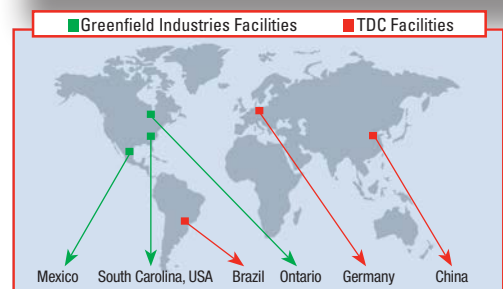 Greenfield Industries Facilities TDC Facilities
Mexico South Carolina, USA Brazil Ontario Germany China